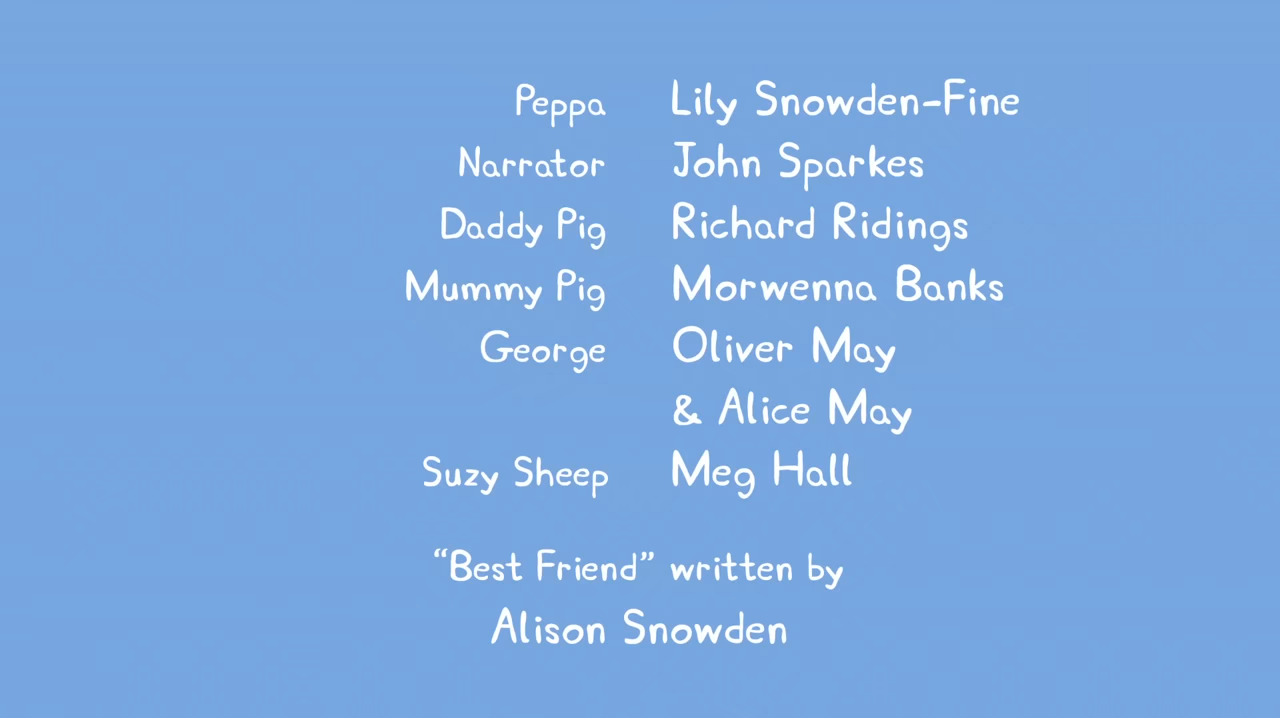 Peppa Lily Snowden-Fine
Narrator John Sparkes
Daddy Pig Richard Ridings
Mummy Pig Morwenna Banks
George Oliver May
& Alice May
Suzy Sheep Meg Hall
“Best Friend” written by
Alison Snowden